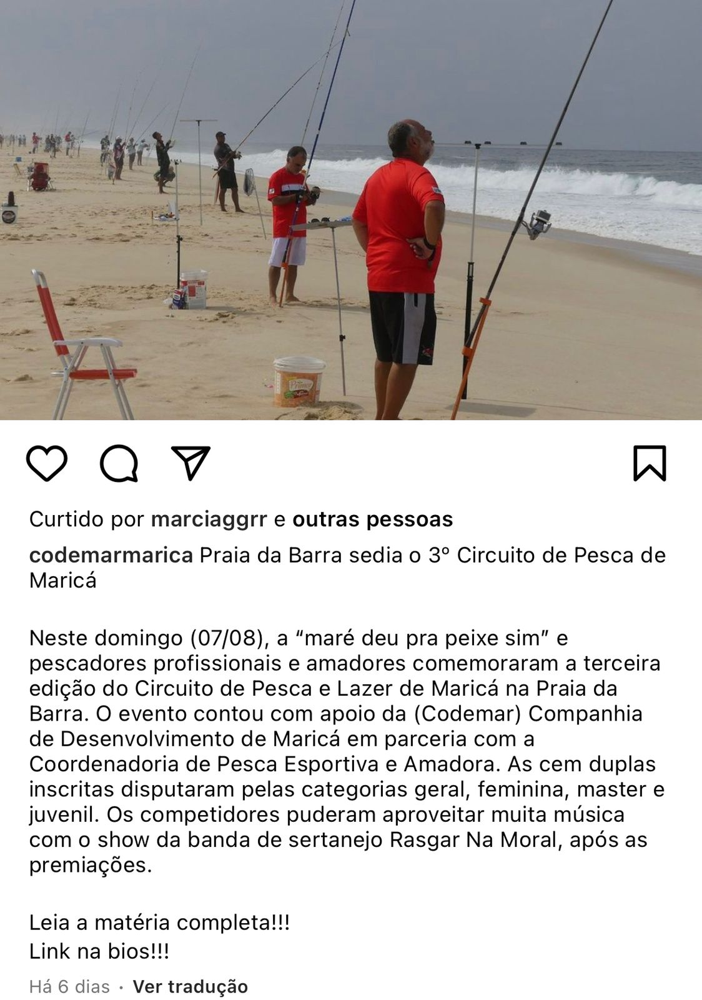 Primor
Curtido por marciaggrr e outras pessoas
codemarmarica Praia da Barra sedia o 3º Circuito de Pesca de
Maricá
Neste domingo (07/08), a “maré deu pra peixe sim” e
pescadores profissionais e amadores comemoraram a terceira
edição do Circuito de Pesca e Lazer de Maricá na Praia da
Barra. O evento contou com apoio da (Codemar) Companhia
de Desenvolvimento de Maricá em parceria com a
Coordenadoria de Pesca Esportiva e Amadora. As cem duplas
inscritas disputaram pelas categorias geral, feminina, master e
juvenil. Os competidores puderam aproveitar muita música
com o show da banda de sertanejo Rasgar Na Moral, após as
premiações.
Leia a matéria completa!!!
Link na bios!!!
Há 6 dias · Ver tradução